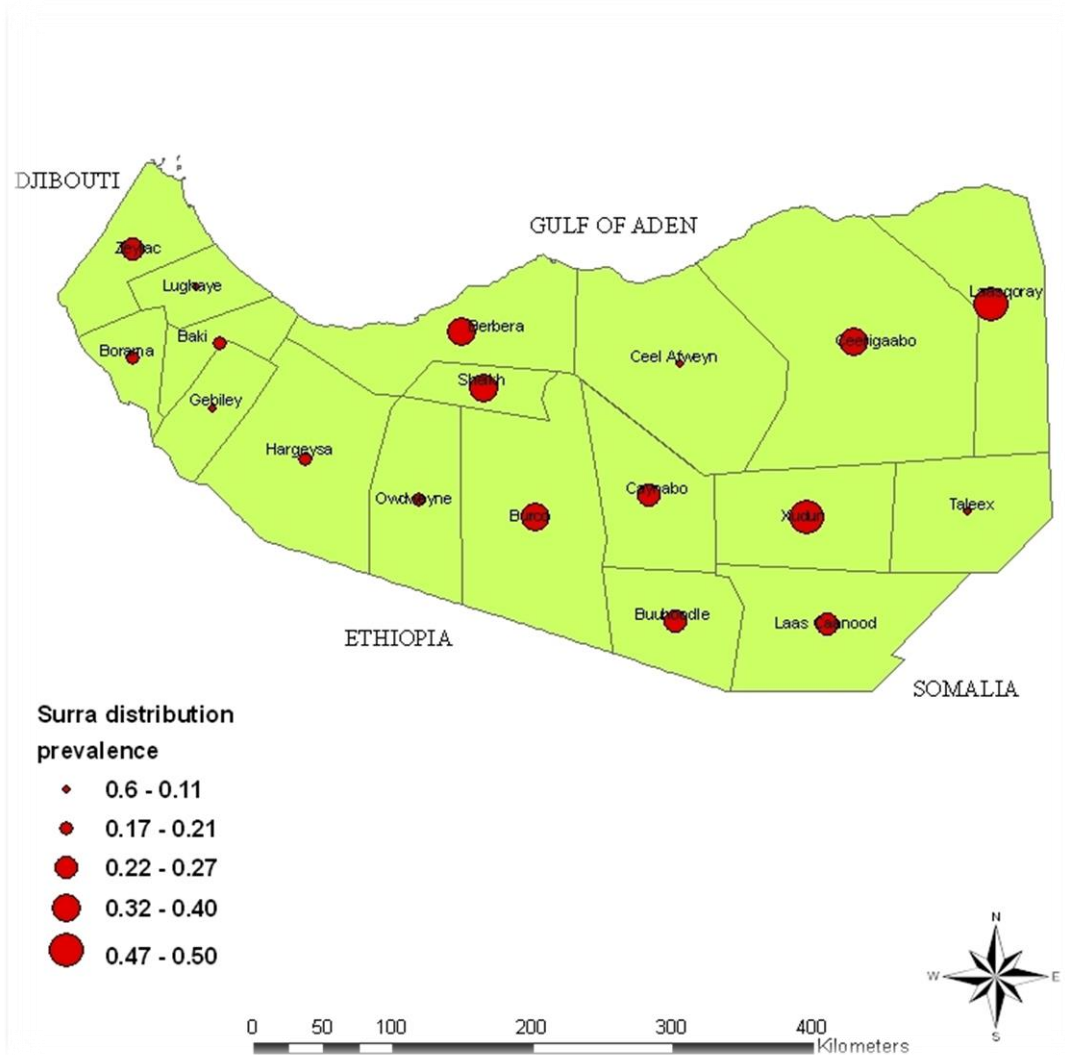 DJIBOUTI
GULF OF ADEN
Zeylac
Lughaye
Laasqoray
Berbera
Baki
Ceerigaabo
Borama
Ceel Afweyn
Sheikh
Gebiley
Hargeysa
Caynabo
Owdweyne
Taleex
Burco
Xudun
Buuhoodle
Laas Caanood
ETHIOPIA
SOMALIA
Surra distribution
prevalence
0.6 - 0.11
0.17 - 0.21
0.22 - 0.27
0.32 - 0.40
0.47 - 0.50
N
W E
S
0 50 100 200 300 400
Kilometers